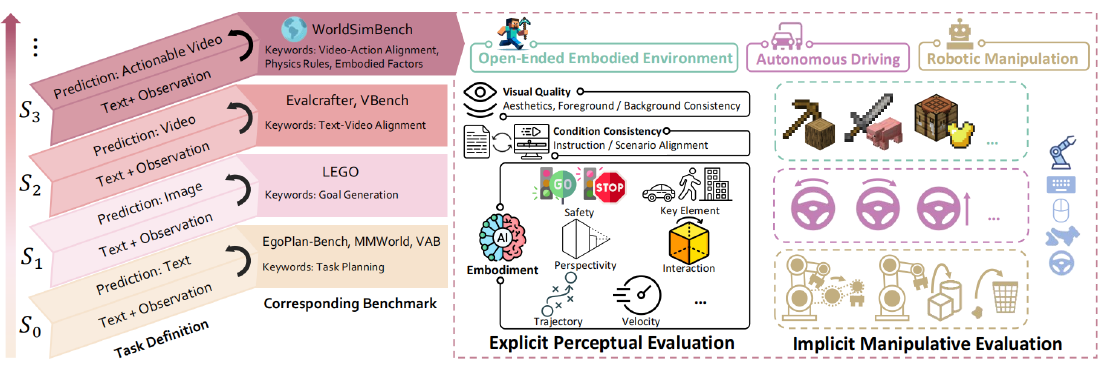 ⋮
S3
Prediction: Actionable Video
Text+ Observation
WorldSimBench
Keywords: Video-Action Alignment,
Physics Rules, Embodied Factors
S2
Prediction: Video
Text + Observation
Evalcrafter, VBench
Keywords: Text-Video Alignment
S1
Prediction: Image
Text + Observation
LEGO
Keywords: Goal Generation
S0
Prediction: Text
Text + Observation
EgoPlan-Bench, MMWorld, VAB
Keywords: Task Planning
Task Definition
Corresponding Benchmark
Open-Ended Embodied Environment
Autonomous Driving
Robotic Manipulation
Visual Quality
Aesthetics, Foreground / Background Consistency
Condition Consistency
Instruction / Scenario Alignment
GO
STOP
Safety
Key Element
AI
Embodiment
Perspectivity
Interaction
Trajectory
Velocity
...
Explicit Perceptual Evaluation
...
...
Implicit Manipulative Evaluation